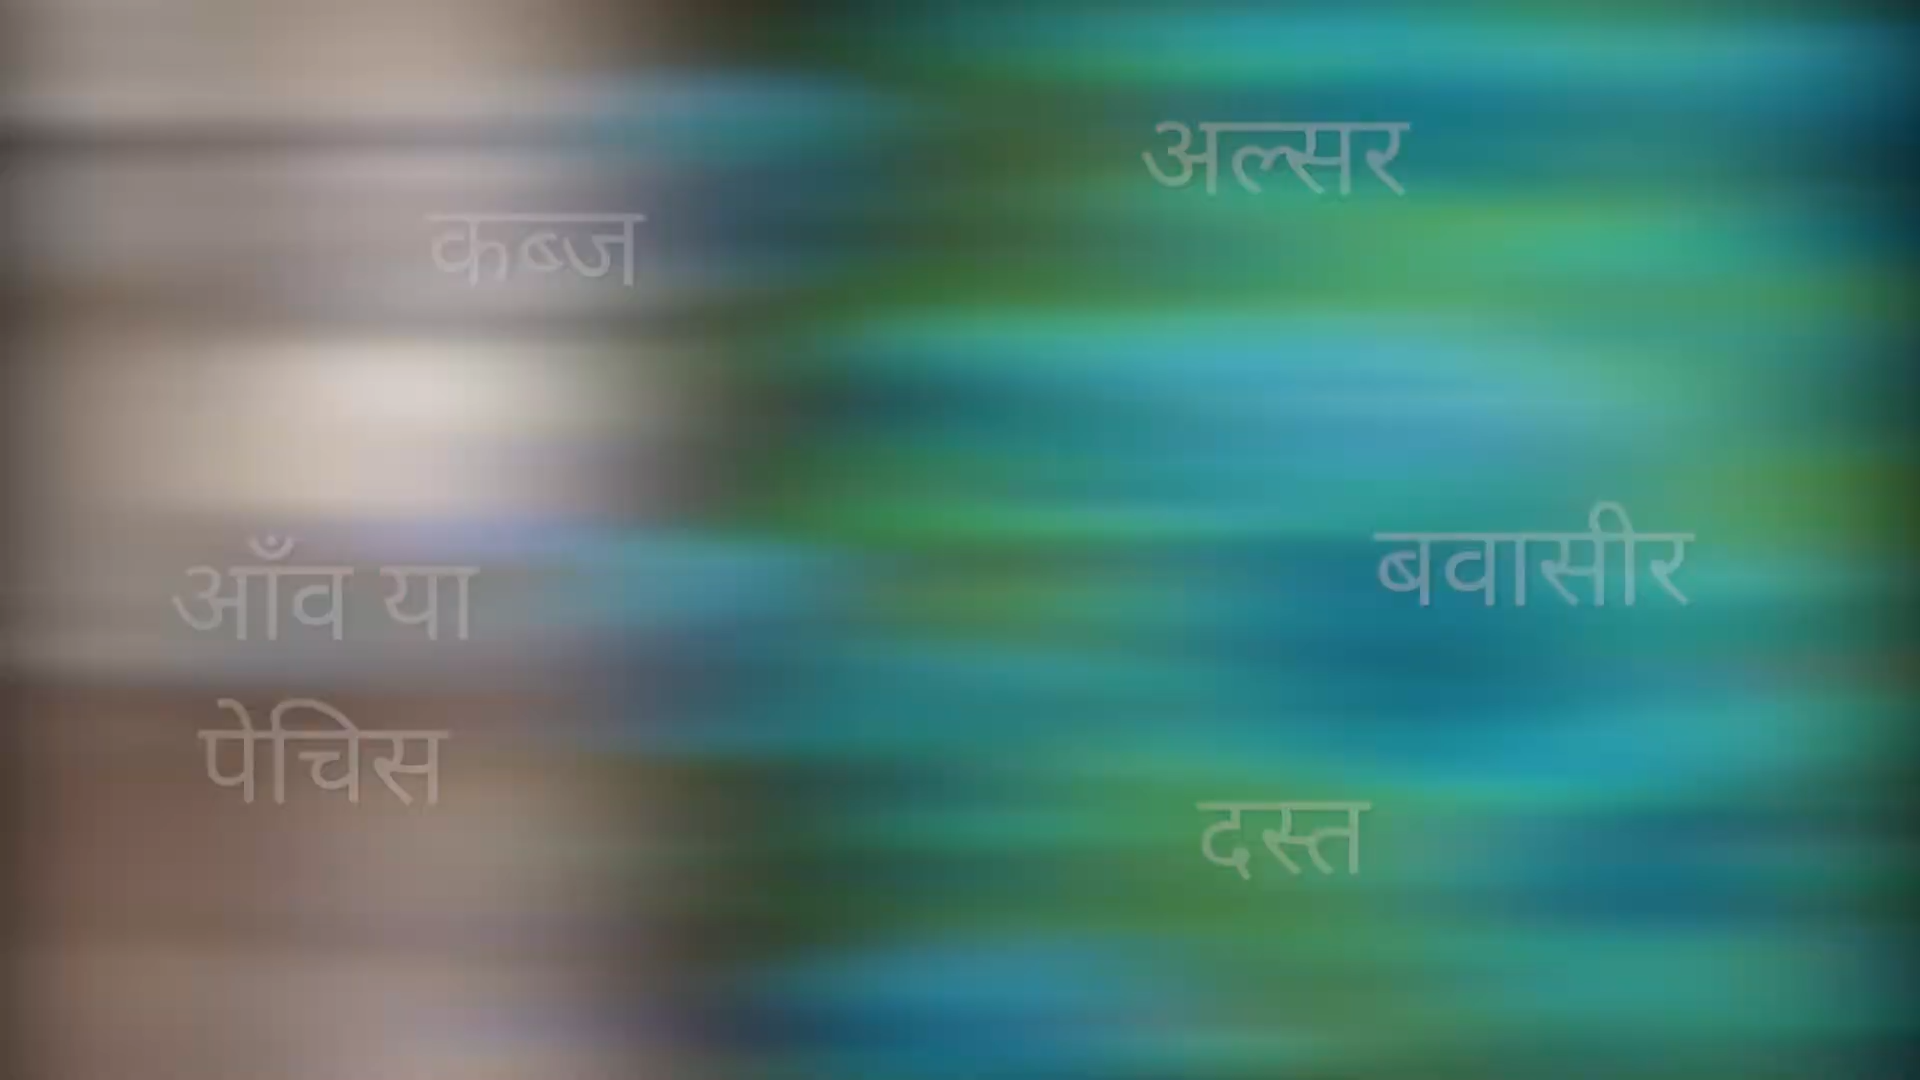 अल्सर
कब्ज
बवासीर
आँव या
पेचिस
दस्त